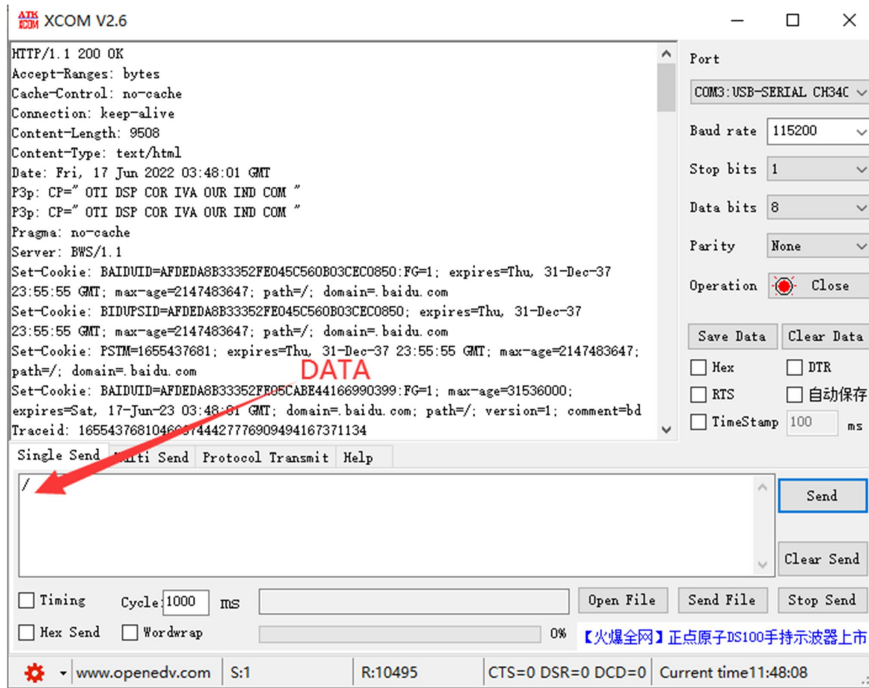 ATK XCOM XCOM V2.6
HTTP/1.1 200 OK
Accept-Ranges: bytes
Cache-Control: no-cache
Connection: keep-alive
Content-Length: 9508
Content-Type: text/html
Date: Fri, 17 Jun 2022 03:48:01 GMT
P3p: CP=" OTI DSP COR IVA OUR IND COM "
P3p: CP=" OTI DSP COR IVA OUR IND COM "
Pragma: no-cache
Server: BWS/1.1
Set-Cookie: BAIDUID=AFDEDA8B33352FE045C560B03CEC0850:FG=1; expires=Thu, 31-Dec-37
23:55:55 GMT; max-age=2147483647; path=/; domain=.baidu.com
Set-Cookie: BIDUPSID=AFDEDA8B33352FE045C560B03CEC0850; expires=Thu, 31-Dec-37
23:55:55 GMT; max-age=2147483647; path=/; domain=.baidu.com
Set-Cookie: PSTM=1655437681; expires=Thu, 31-Dec-37 23:55:55 GMT; max-age=2147483647;
path=/; domain=.baidu.com
DATA
Set-Cookie: BAIDUID=AFDEDA8B33352FE05CABE44166990399:FG=1; max-age=31536000;
expires=Sat, 17-Jun-23 03:48:01 GMT; domain=.baidu.com; path=/; version=1; comment=bd
Traceid:
Port
COM3:USB-SERIAL CH34C
Baud rate 115200
Stop bits 1
Data bits 8
Parity None
Operation Close
Save Data Clear Data
Hex DTR
RTS 自动保存
TimeStamp 100 ms
Single Send Multi Send Protocol Transmit Help
/
Send
Clear Send
Timing Cycle: 1000 ms Open File Send File Stop Send
Hex Send Wordwrap 0% 【火爆全网】正点原子DS100手持示波器上市
www.openedv.com S:1 R:10495 CTS=0 DSR=0 DCD=0 Current time11:48:08